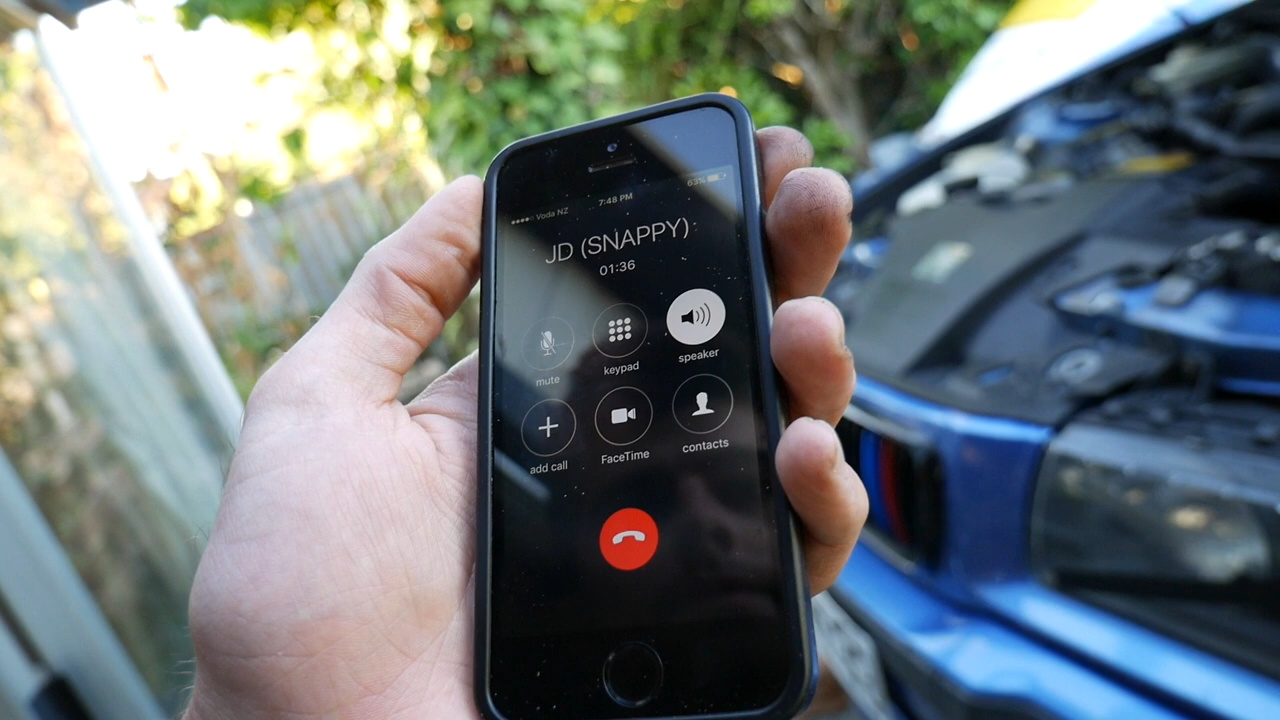 Voda NZ 7:48 PM 63%
JD (SNAPPY)
01:36
mute keypad speaker
add call FaceTime contacts